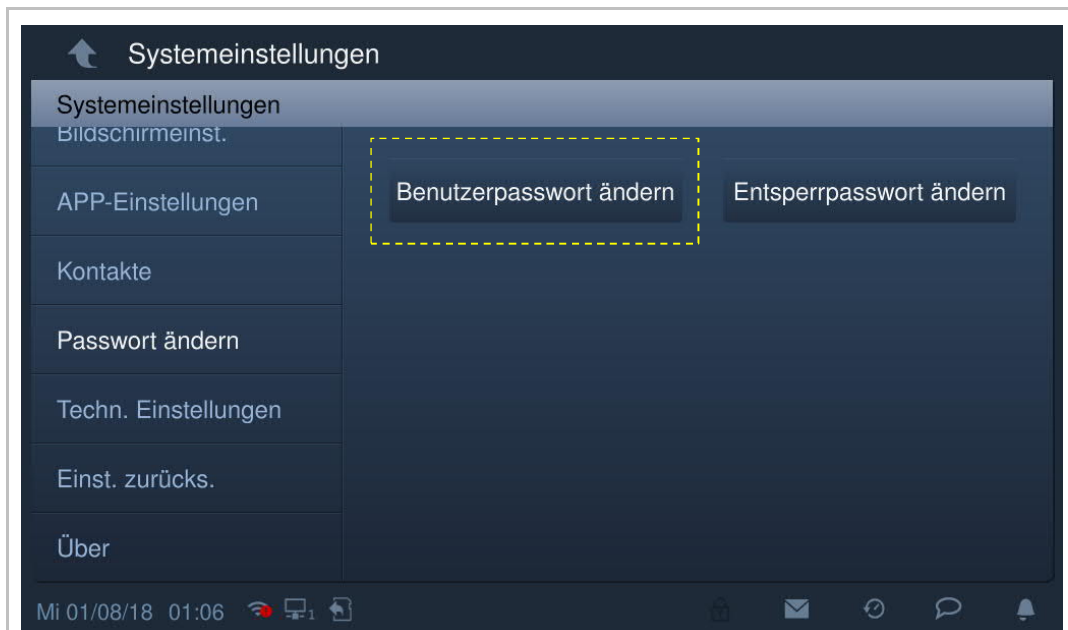 Systemeinstellungen
Systemeinstellungen
Bildschirmeinst.
APP-Einstellungen
Kontakte
Passwort ändern
Techn. Einstellungen
Einst. zurücks.
Über
Benutzerpasswort ändern
Entsperrpasswort ändern
Mi 01/08/18 01:06 1